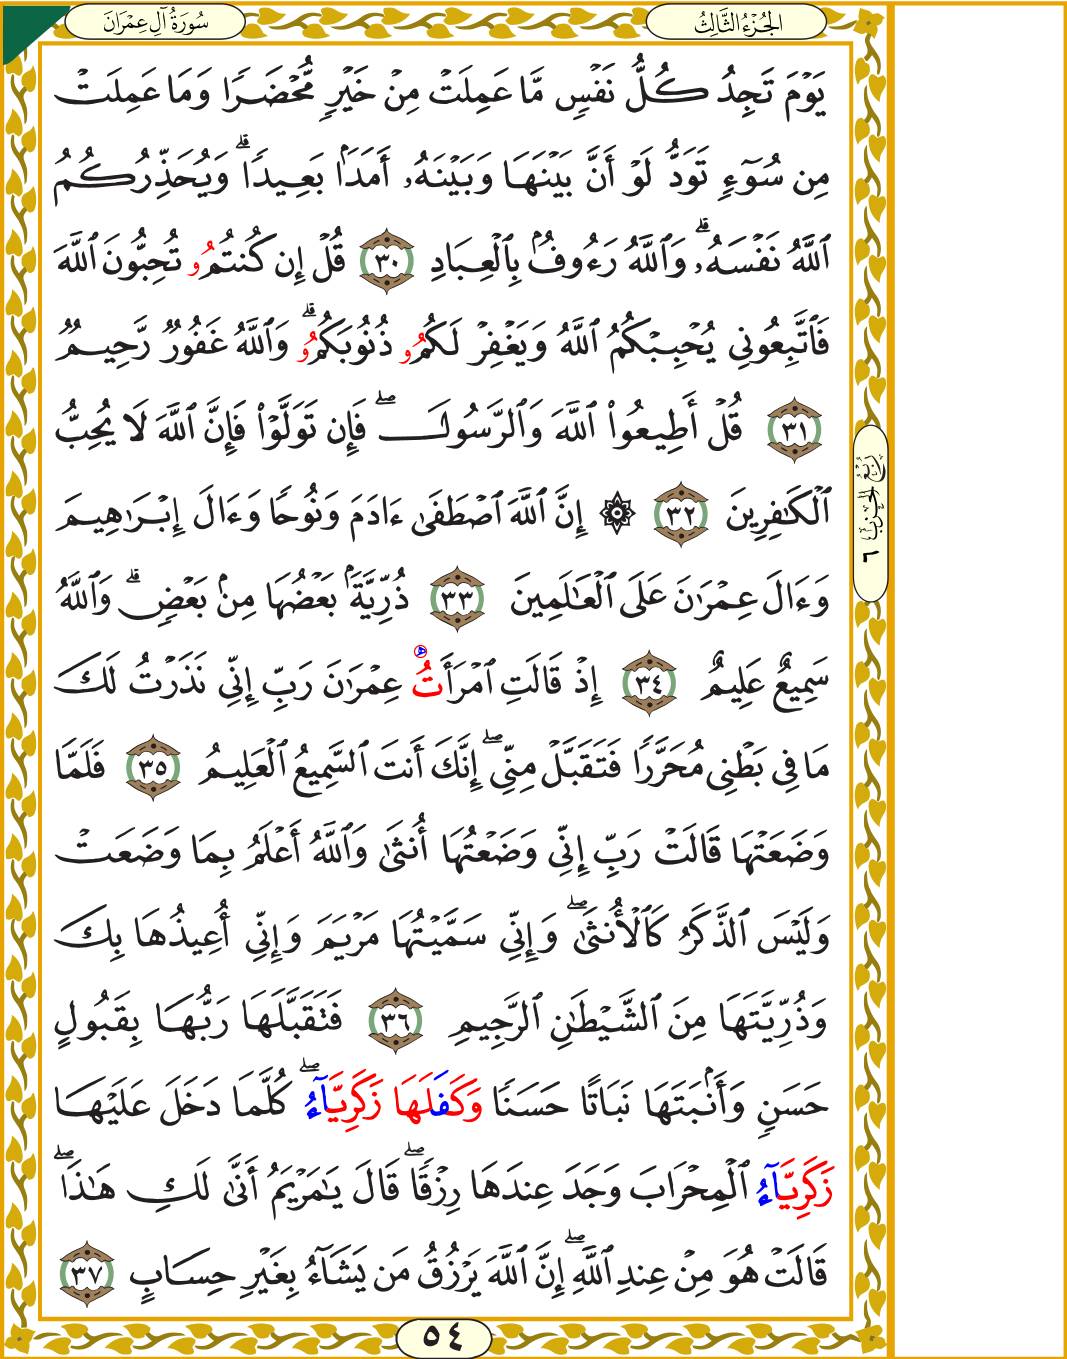 سُورَةُ آلِ عِمْرَانَ
الجُزْءُ الثَّالِثُ
يَوْمَ تَجِدُ كُلُّ نَفْسٍ مَّا عَمِلَتْ مِنْ خَيْرٍ مُّحْضَرًا وَمَا عَمِلَتْ
مِن سُوٓءٍ تَوَدُّ لَوْ أَنَّ بَيْنَهَا وَبَيْنَهُۥ أَمَدَۢا بَعِيدًا ۗ وَيُحَذِّرُكُمُ
ٱللَّهُ نَفْسَهُۥ ۗ وَٱللَّهُ رَءُوفُۢ بِٱلْعِبَادِ ٣٠ قُلْ إِن كُنتُمُۥ تُحِبُّونَ ٱللَّهَ
فَٱتَّبِعُونِي يُحْبِبْكُمُ ٱللَّهُ وَيَغْفِرْ لَكُمُۥ ذُنُوبَكُمُۥ ۗ وَٱللَّهُ غَفُورٌ رَّحِيمٌ
٣١ قُلْ أَطِيعُوا۟ ٱللَّهَ وَٱلرَّسُولَ ۖ فَإِن تَوَلَّوْا۟ فَإِنَّ ٱللَّهَ لَا يُحِبُّ
ٱلْكَٰفِرِينَ ٣٢ ۞ إِنَّ ٱللَّهَ ٱصْطَفَىٰ ءَادَمَ وَنُوحًا وَءَالَ إِبْرَٰهِيمَ
وَءَالَ عِمْرَٰنَ عَلَى ٱلْعَٰلَمِينَ ٣٣ ذُرِّيَّةَۢ بَعْضُهَا مِنۢ بَعْضٍ ۗ وَٱللَّهُ
سَمِيعٌ عَلِيمٌ ٣٤ إِذْ قَالَتِ ٱمْرَأَتُ عِمْرَٰنَ رَبِّ إِنِّي نَذَرْتُ لَكَ
مَا فِي بَطْنِي مُحَرَّرًا فَتَقَبَّلْ مِنِّي ۖ إِنَّكَ أَنتَ ٱلسَّمِيعُ ٱلْعَلِيمُ ٣٥ فَلَمَّا
وَضَعَتْهَا قَالَتْ رَبِّ إِنِّي وَضَعْتُهَا أُنثَىٰ وَٱللَّهُ أَعْلَمُ بِمَا وَضَعَتْ
وَلَيْسَ ٱلذَّكَرُ كَٱلْأُنثَىٰ ۖ وَإِنِّي سَمَّيْتُهَا مَرْيَمَ وَإِنِّي أُعِيذُهَا بِكَ
وَذُرِّيَّتَهَا مِنَ ٱلشَّيْطَٰنِ ٱلرَّجِيمِ ٣٦ فَتَقَبَّلَهَا رَبُّهَا بِقَبُولٍ
حَسَنٍ وَأَنۢبَتَهَا نَبَاتًا حَسَنًا وَكَفَلَهَا زَكَرِيَّآءُ ۖ كُلَّمَا دَخَلَ عَلَيْهَا
زَكَرِيَّآءُ ٱلْمِحْرَابَ وَجَدَ عِندَهَا رِزْقًا ۖ قَالَ يَٰمَرْيَمُ أَنَّىٰ لَكِ هَٰذَا ۖ
قَالَتْ هُوَ مِنْ عِندِ ٱللَّهِ ۖ إِنَّ ٱللَّهَ يَرْزُقُ مَن يَشَآءُ بِغَيْرِ حِسَابٍ ٣٧
رُبْعُ الحِزْبِ ٦
٥٤